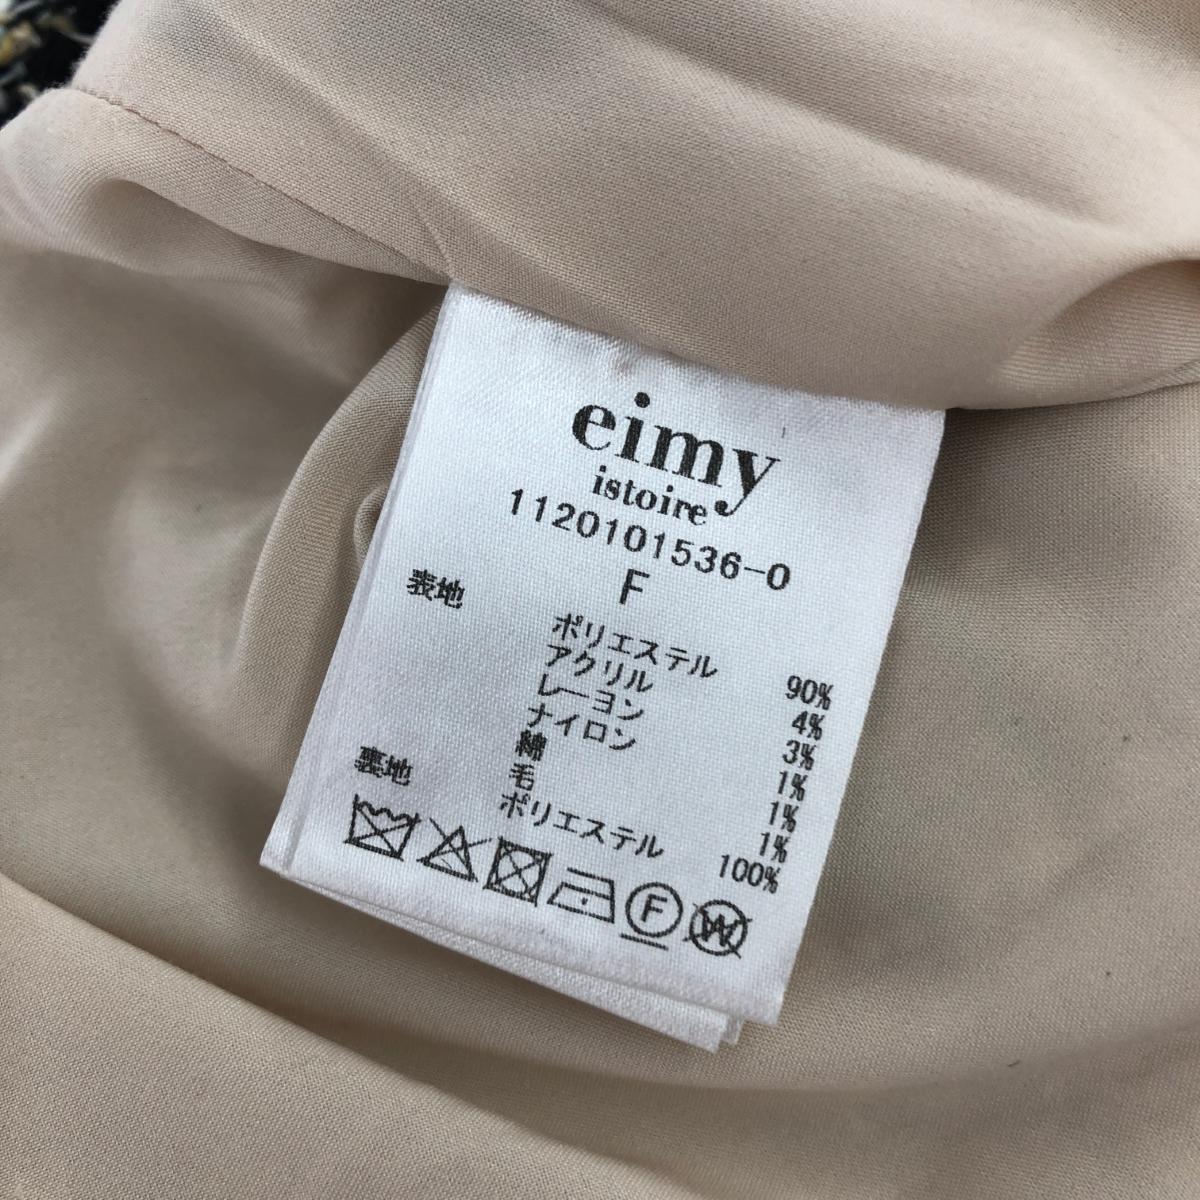 eimy
istoire
1120101536-0
F
表地 ポリエステル 90%
アクリル 4%
レーヨン 3%
ナイロン 1%
綿 1%
毛 1%
裏地 ポリエステル 100%
F W